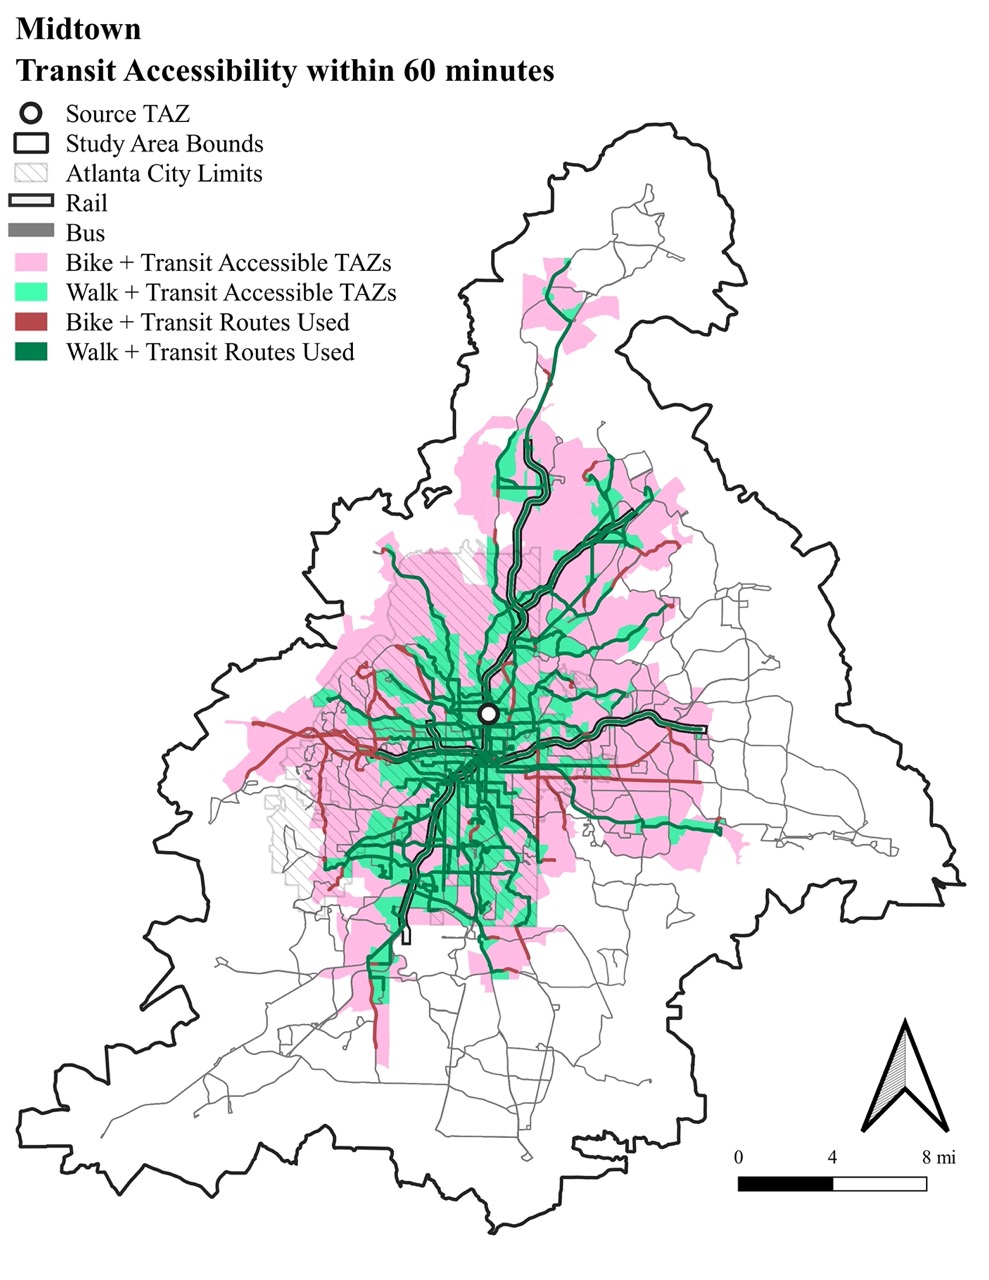 Midtown
Transit Accessibility within 60 minutes
Source TAZ
Study Area Bounds
Atlanta City Limits
Rail
Bus
Bike + Transit Accessible TAZs
Walk + Transit Accessible TAZs
Bike + Transit Routes Used
Walk + Transit Routes Used
0 4 8 mi